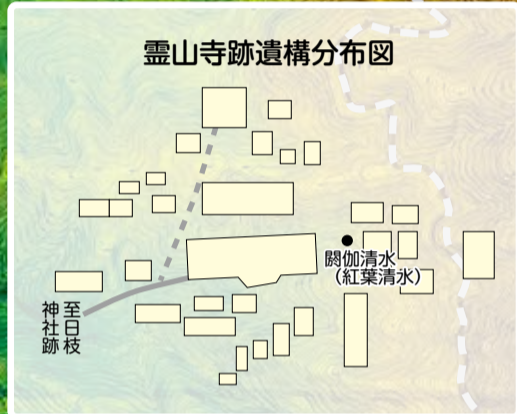 霊山寺跡遺構分布図
閼伽清水
（紅葉清水）
至日枝
神社跡